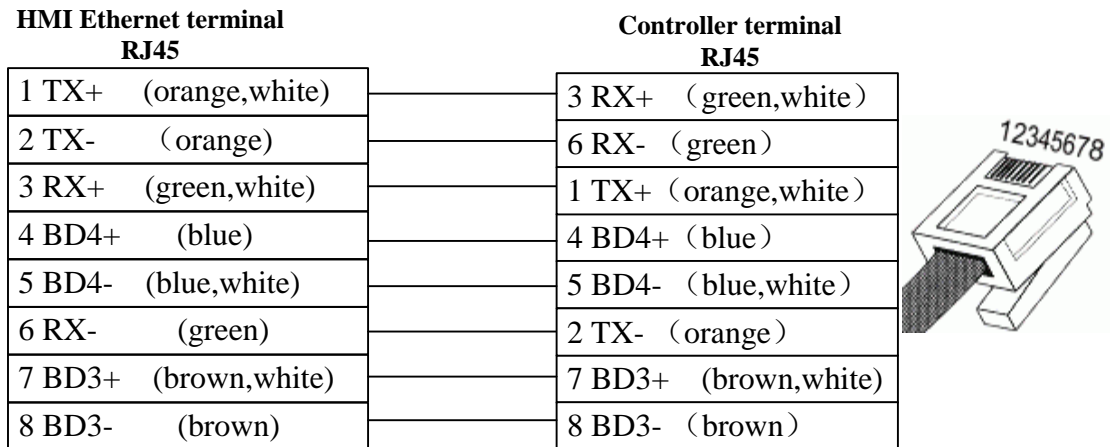 HMI Ethernet terminal
RJ45
Controller terminal
RJ45
1 TX+ (orange,white)
3 RX+ （green,white）
2 TX- （orange)
6 RX- （green）
3 RX+ (green,white)
1 TX+（orange,white）
4 BD4+ (blue)
4 BD4+（blue）
5 BD4- (blue,white)
5 BD4- （blue,white）
6 RX- (green)
2 TX- （orange）
7 BD3+ (brown,white)
7 BD3+ （brown,white)
8 BD3- (brown)
8 BD3- （brown）
12345678